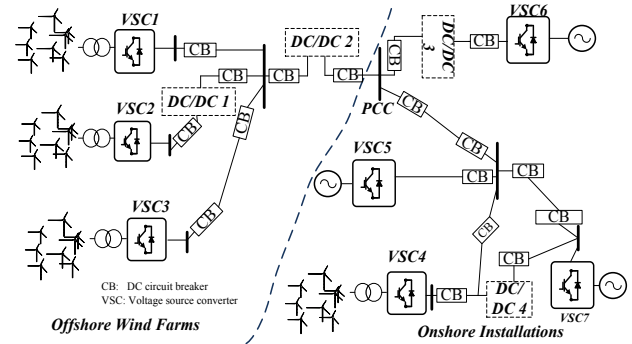 VSC1
CB
CB
DC/DC 2
CB
CB
DC/DC 3
CB
VSC6
PCC
VSC2
DC/DC 1
CB
CB
CB
CB
CB
VSC5
CB
CB
CB
VSC3
CB
CB
VSC4
CB
CB
DC/
DC 4
VSC7
CB: DC circuit breaker
VSC: Voltage source converter
Offshore Wind Farms
Onshore Installations